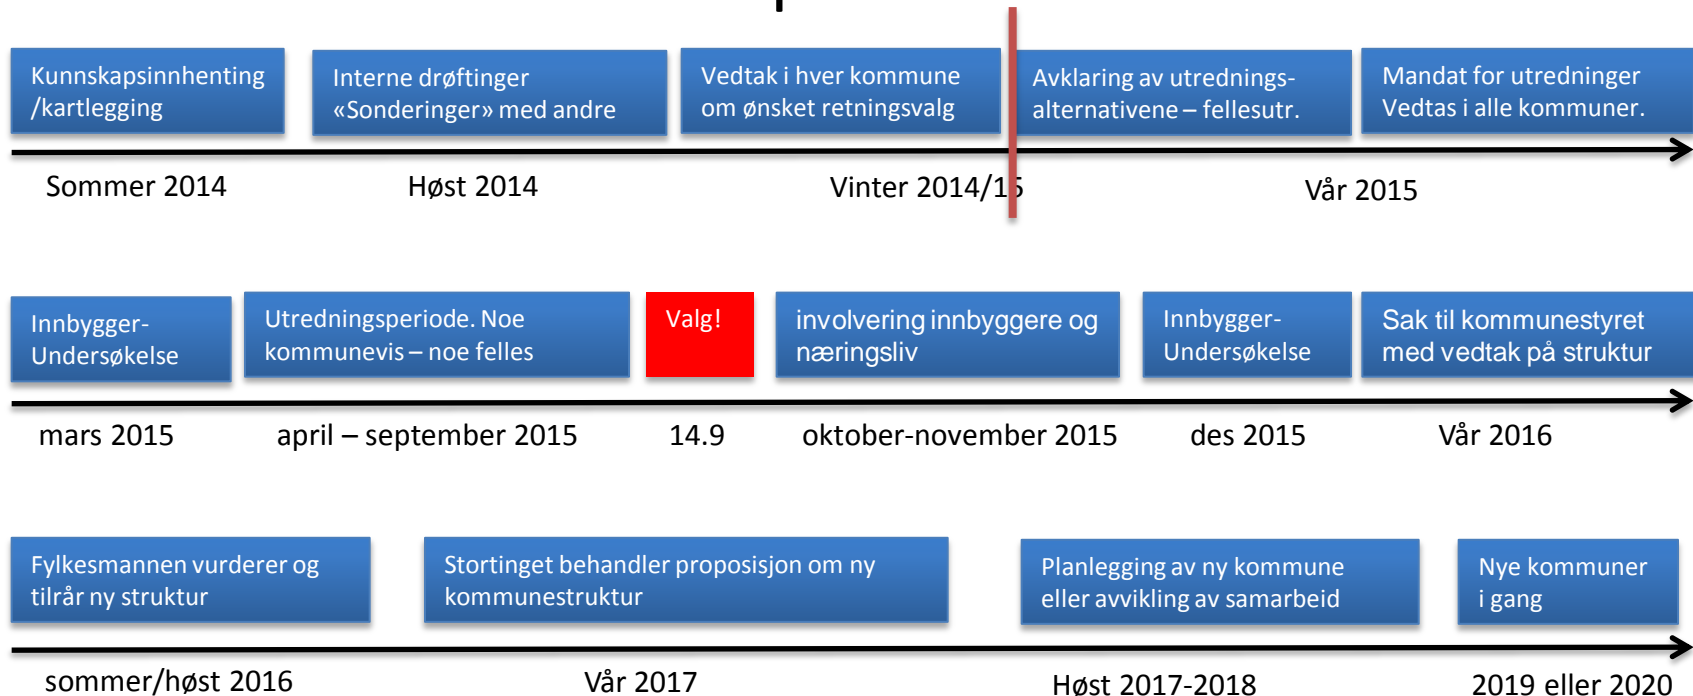 Kunnskapsinnhenting
/kartlegging
Interne drøftinger
«Sonderinger» med andre
Vedtak i hver kommune
om ønsket retningsvalg
Avklaring av utrednings-
alternativene – fellesutr.
Mandat for utredninger
Vedtas i alle kommuner.
Sommer 2014
Høst 2014
Vinter 2014/15
Vår 2015
Innbygger-
Undersøkelse
Utredningsperiode. Noe
kommunevis – noe felles
Valg!
involvering innbyggere og
næringsliv
Innbygger-
Undersøkelse
Sak til kommunestyret
med vedtak på struktur
mars 2015
april – september 2015
14.9
oktober-november 2015
des 2015
Vår 2016
Fylkesmannen vurderer og
tilrår ny struktur
Stortinget behandler proposisjon om ny
kommunestruktur
Planlegging av ny kommune
eller avvikling av samarbeid
Nye kommuner
i gang
sommer/høst 2016
Vår 2017
Høst 2017-2018
2019 eller 2020